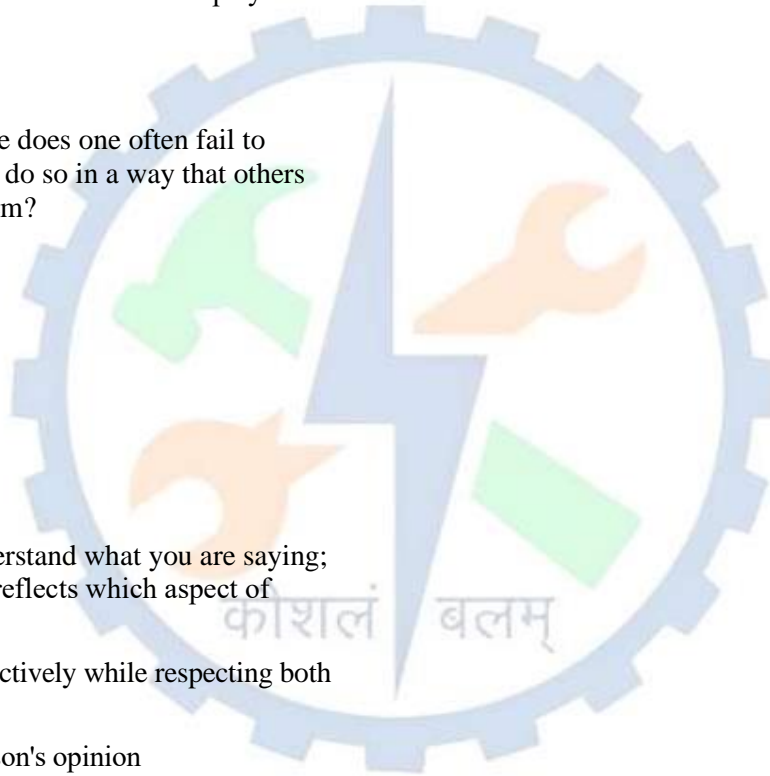 e does one often fail to
do so in a way that others
m?
erstand what you are saying;
reflects which aspect of
कौशलं बलम्
ctively while respecting both
on's opinion